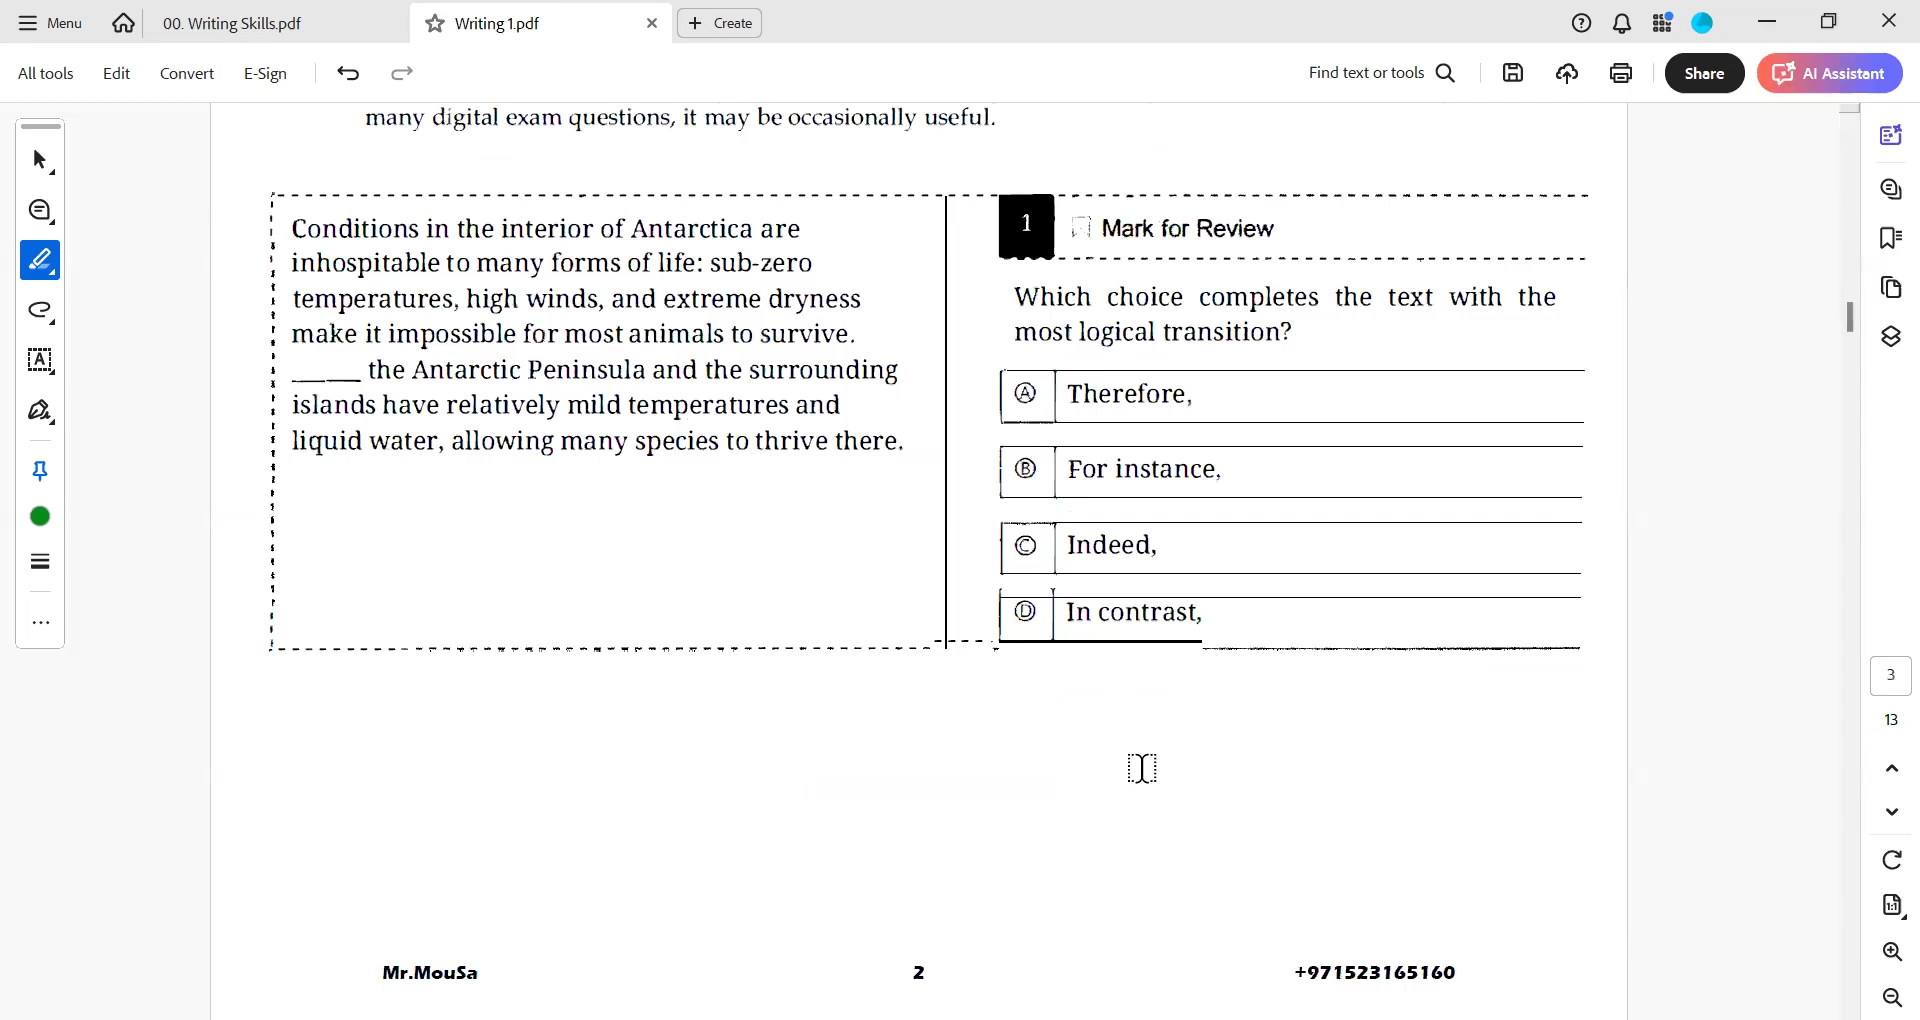 Menu
00. Writing Skills.pdf
Writing 1.pdf
Create
All tools
Edit
Convert
E-Sign
Find text or tools
Share
AI Assistant
many digital exam questions, it may be occasionally useful.
Conditions in the interior of Antarctica are
inhospitable to many forms of life: sub-zero
temperatures, high winds, and extreme dryness
make it impossible for most animals to survive.
_____ the Antarctic Peninsula and the surrounding
islands have relatively mild temperatures and
liquid water, allowing many species to thrive there.
1
Mark for Review
Which choice completes the text with the
most logical transition?
A Therefore,
B For instance,
C Indeed,
D In contrast,
3
13
Mr.MouSa
2
+971523165160